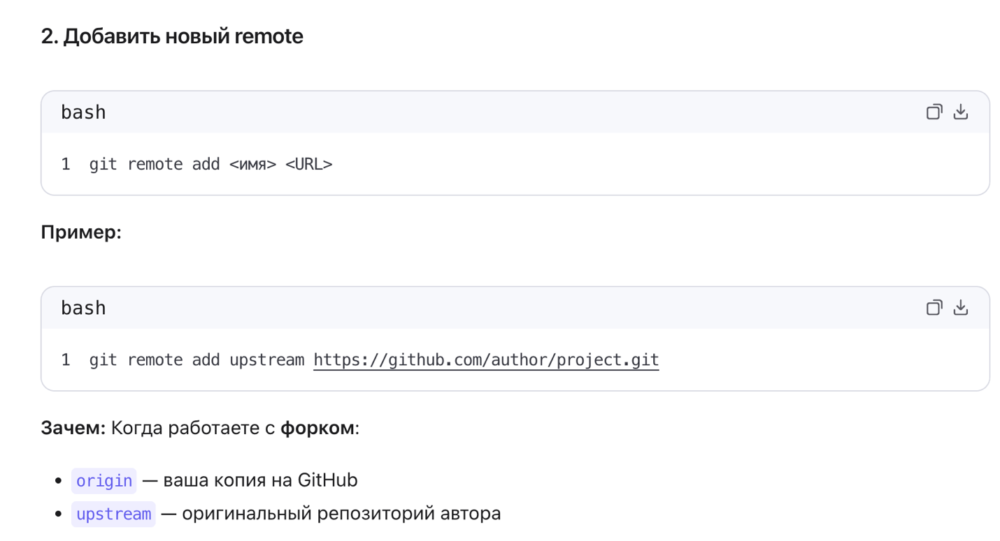 2. Добавить новый remote
bash
1 git remote add <имя> <URL>
Пример:
bash
1 git remote add upstream https://github.com/author/project.git
Зачем: Когда работаете с форком:
• origin — ваша копия на GitHub
• upstream — оригинальный репозиторий автора